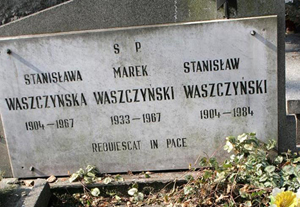 S P
STANISŁAWA MAREK STANISŁAW
WASZCZYŃSKA WASZCZYŃSKI WASZCZYŃSKI
1904-1967 1933-1967 1904-1984
REQUIESCAT IN PACE